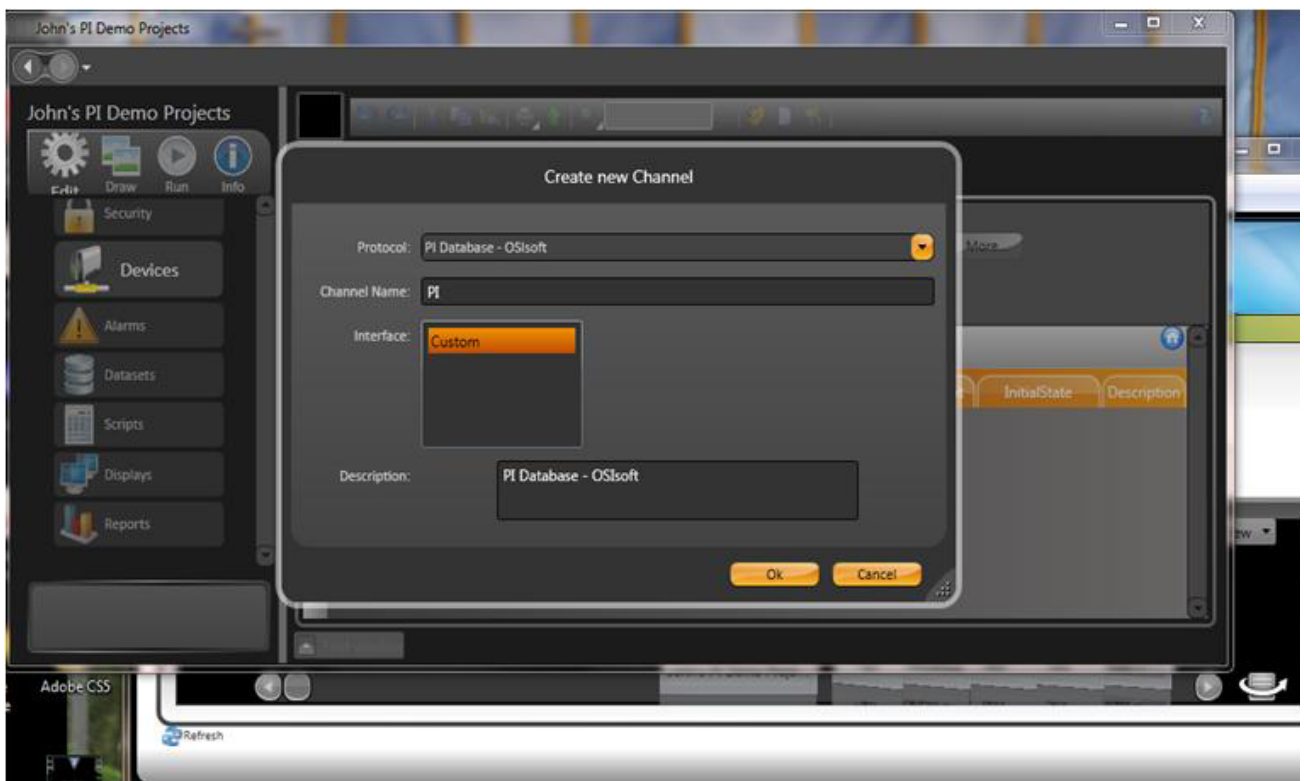 John's PI Demo Projects
John's PI Demo Projects
Edit
Draw
Run
Info
Security
Devices
Alarms
Datasets
Scripts
Displays
Reports
Create new Channel
Protocol: PI Database - OSIsoft
Channel Name: PI
Interface: Custom
Description: PI Database - OSIsoft
Ok
Cancel
More...
InitialState
Description
Adobe CS5
Refresh